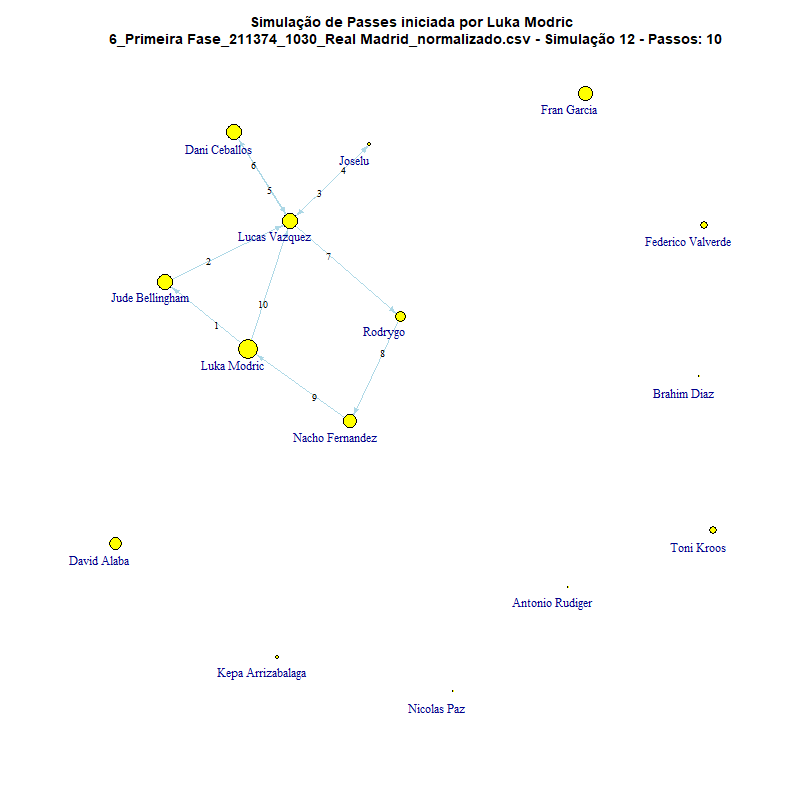 Simulação de Passes iniciada por Luka Modric
6_Primeira Fase_211374_1030_Real Madrid_normalizado.csv - Simulação 12 - Passos: 10
Fran Garcia
Dani Ceballos
Joselu
6
4
5
3
Lucas Vazquez
Federico Valverde
2
7
Jude Bellingham
10
1
Rodrygo
8
Luka Modric
Brahim Diaz
9
Nacho Fernandez
Toni Kroos
David Alaba
Antonio Rudiger
Kepa Arrizabalaga
Nicolas Paz